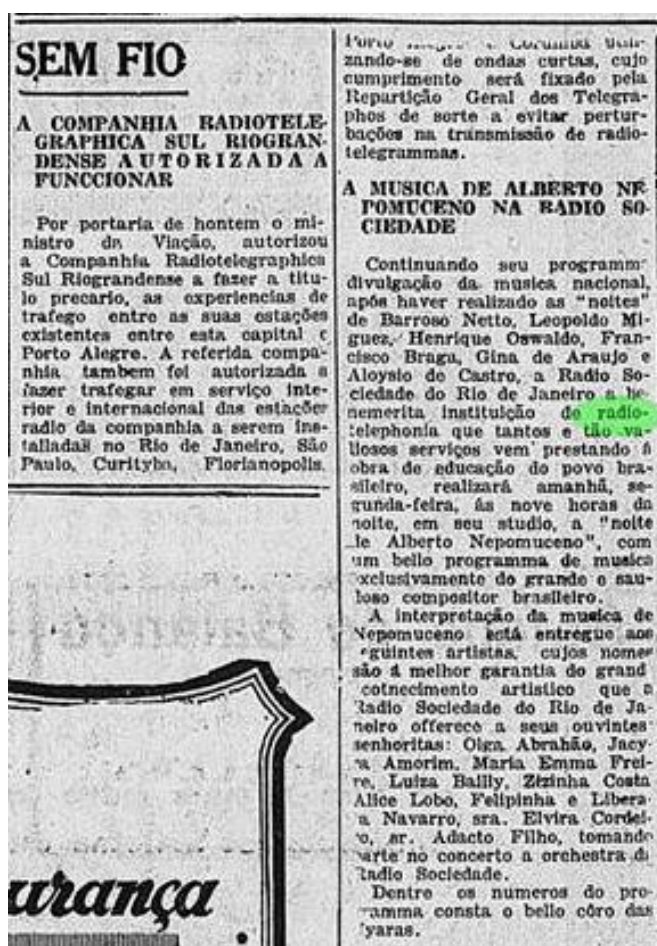 SEM FIO
A COMPANHIA RADIOTELE-
GRAPHICA SUL RIOGRAN-
DENSE AUTORIZADA A
FUNCCIONAR
Por portaria de hontem o mi-
nistro da Viação, autorizou
a Companhia Radiotelegraphica
Sul Riograndense a fazer a titu-
lo precario, as experiencias de
trafego entre as suas estações
existentes entre esta capital e
Porto Alegre. A referida compa-
nhia tambem foi autorizada a
fazer trafegar em serviço inte-
rior e internacional das estações
radio da companhia a serem ins-
talladas no Rio de Janeiro, São
Paulo, Curityba, Florianopolis,
Porto Alegre e Corumbá utili-
zando-se de ondas curtas, cujo
cumprimento será fixado pela
Repartição Geral dos Telegra-
phos de sorte a evitar pertur-
bações na transmissão de radio-
telegrammas.
A MUSICA DE ALBERTO NE-
POMUCENO NA RADIO SO-
CIEDADE
Continuando seu programm
divulgação da musica nacional,
após haver realizado as "noites"
de Barroso Netto, Leopoldo Mi-
guez, Henrique Oswaldo, Fran-
cisco Braga, Gina de Araujo e
Aloysio de Castro, a Radio So-
ciedade do Rio de Janeiro a be-
nemerita instituição de radio-
telephonia que tantos e tão va-
liosos serviços vem prestando á
obra de educação do povo bra-
sileiro, realizará amanhã, se-
gunda-feira, ás nove horas da
noite, em seu studio, a "noite
de Alberto Nepomuceno", com
um bello programma de musica
exclusivamente do grande e sau-
doso compositor brasileiro.
A interpretação da musica de
Nepomuceno está entregue aos
seguintes artistas, cujos nomes
são a melhor garantia do grand
cotnecimento artistico que a
Radio Sociedade do Rio de Ja-
neiro offerece a seus ouvintes
senhoritas: Olga Abrahão, Jacy-
ra Amorim, Maria Emma Frei-
re, Luiza Bailly, Zizinha Costa
Alice Lobo, Felipinha e Libera-
a Navarro, sra. Elvira Cordei-
ro, sr. Adacto Filho, tomando
parte no concerto a orchestra da
Radio Sociedade.
Dentre os numeros do pro-
gramma consta o bello côro das
yaras.
urança